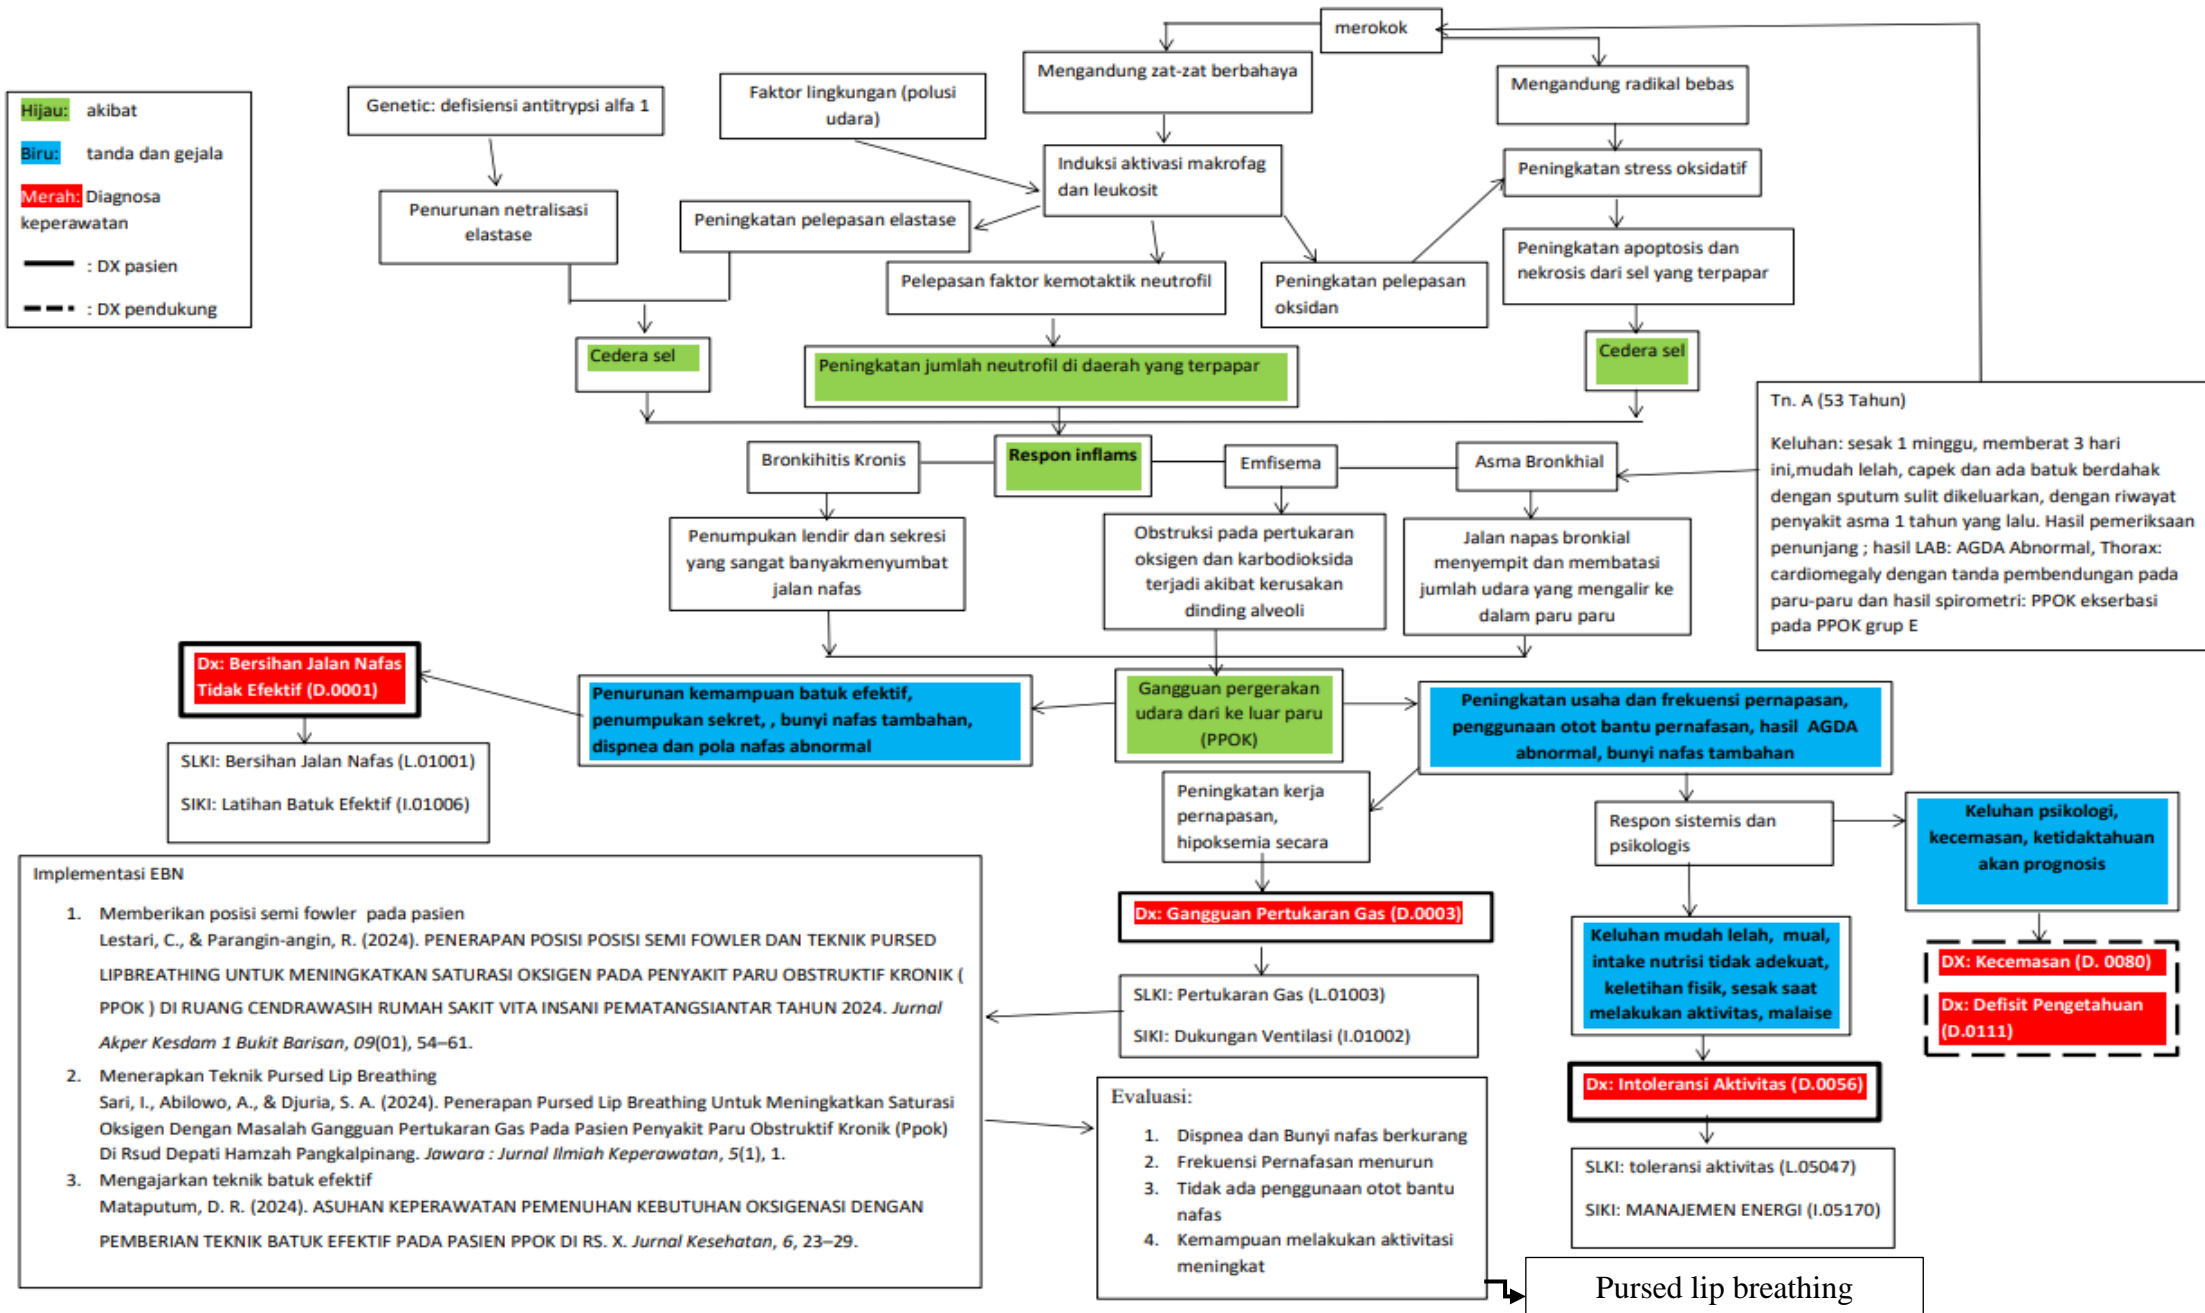 merokok
Mengandung zat-zat berbahaya
Mengandung radikal bebas
Faktor lingkungan (polusi
udara)
Genetic: defisiensi antitrypsi alfa 1
Hijau: akibat
Biru: tanda dan gejala
Merah: Diagnosa
keperawatan
: DX pasien
: DX pendukung
Induksi aktivasi makrofag
dan leukosit
Peningkatan stress oksidatif
Penurunan netralisasi
elastase
Peningkatan pelepasan elastase
Pelepasan faktor kemotaktik neutrofil
Peningkatan pelepasan
oksidan
Peningkatan apoptosis dan
nekrosis dari sel yang terpapar
Cedera sel
Peningkatan jumlah neutrofil di daerah yang terpapar
Cedera sel
Tn. A (53 Tahun)
Keluhan: sesak 1 minggu, memberat 3 hari
ini,mudah lelah, capek dan ada batuk berdahak
dengan sputum sulit dikeluarkan, dengan riwayat
penyakit asma 1 tahun yang lalu. Hasil pemeriksaan
penunjang ; hasil LAB: AGDA Abnormal, Thorax:
cardiomegaly dengan tanda pembendungan pada
paru-paru dan hasil spirometri: PPOK ekserbasi
pada PPOK grup E
Bronkihitis Kronis
Respon inflams
Emfisema
Asma Bronkhial
Penumpukan lendir dan sekresi
yang sangat banyakmenyumbat
jalan nafas
Obstruksi pada pertukaran
oksigen dan karbodioksida
terjadi akibat kerusakan
dinding alveoli
Jalan napas bronkial
menyempit dan membatasi
jumlah udara yang mengalir ke
dalam paru paru
Dx: Bersihan Jalan Nafas
Tidak Efektif (D.0001)
Penurunan kemampuan batuk efektif,
penumpukan sekret, , bunyi nafas tambahan,
dispnea dan pola nafas abnormal
Gangguan pergerakan
udara dari ke luar paru
(PPOK)
Peningkatan usaha dan frekuensi pernapasan,
penggunaan otot bantu pernafasan, hasil AGDA
abnormal, bunyi nafas tambahan
SLKI: Bersihan Jalan Nafas (L.01001)
SIKI: Latihan Batuk Efektif (I.01006)
Peningkatan kerja
pernapasan,
hipoksemia secara
Respon sistemis dan
psikologis
Keluhan psikologi,
kecemasan, ketidaktahuan
akan prognosis
Dx: Gangguan Pertukaran Gas (D.0003)
Keluhan mudah lelah, mual,
intake nutrisi tidak adekuat,
keletihan fisik, sesak saat
melakukan aktivitas, malaise
DX: Kecemasan (D. 0080)
Dx: Defisit Pengetahuan
(D.0111)
SLKI: Pertukaran Gas (L.01003)
SIKI: Dukungan Ventilasi (I.01002)
Dx: Intoleransi Aktivitas (D.0056)
SLKI: toleransi aktivitas (L.05047)
SIKI: MANAJEMEN ENERGI (I.05170)
Implementasi EBN
1. Memberikan posisi semi fowler pada pasien
Lestari, C., & Parangin-angin, R. (2024). PENERAPAN POSISI POSISI SEMI FOWLER DAN TEKNIK PURSED
LIPBREATHING UNTUK MENINGKATKAN SATURASI OKSIGEN PADA PENYAKIT PARU OBSTRUKTIF KRONIK (
PPOK ) DI RUANG CENDRAWASIH RUMAH SAKIT VITA INSANI PEMATANGSIANTAR TAHUN 2024. Jurnal
Akper Kesdam 1 Bukit Barisan, 09(01), 54–61.
2. Menerapkan Teknik Pursed Lip Breathing
Sari, I., Abilowo, A., & Djuria, S. A. (2024). Penerapan Pursed Lip Breathing Untuk Meningkatkan Saturasi
Oksigen Dengan Masalah Gangguan Pertukaran Gas Pada Pasien Penyakit Paru Obstruktif Kronik (Ppok)
Di Rsud Depati Hamzah Pangkalpinang. Jawara : Jurnal Ilmiah Keperawatan, 5(1), 1.
3. Mengajarkan teknik batuk efektif
Mataputum, D. R. (2024). ASUHAN KEPERAWATAN PEMENUHAN KEBUTUHAN OKSIGENASI DENGAN
PEMBERIAN TEKNIK BATUK EFEKTIF PADA PASIEN PPOK DI RS. X. Jurnal Kesehatan, 6, 23–29.
Evaluasi:
1. Dispnea dan Bunyi nafas berkurang
2. Frekuensi Pernafasan menurun
3. Tidak ada penggunaan otot bantu
nafas
4. Kemampuan melakukan aktivitasi
meningkat
Pursed lip breathing